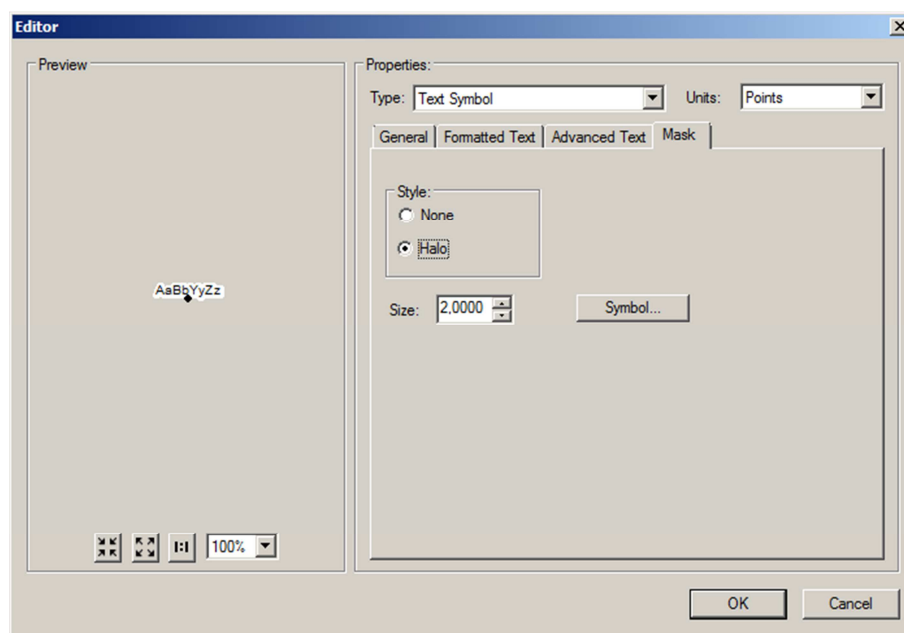 Editor
Preview
AaBbYyZz
100%
Properties:
Type: Text Symbol Units: Points
General Formatted Text Advanced Text Mask
Style:
None
Halo
Size: 2,0000 Symbol...
OK Cancel